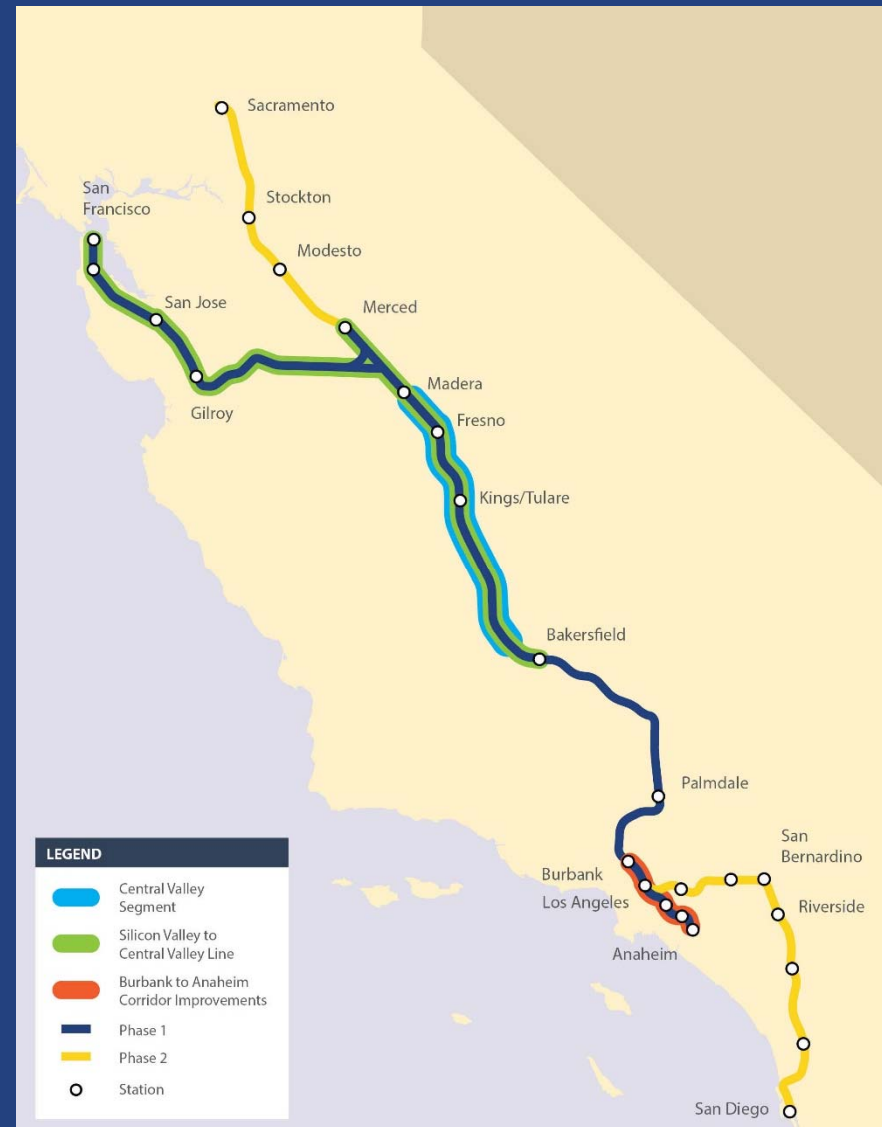 Sacramento
San
Francisco
Stockton
Modesto
San Jose
Merced
Gilroy
Madera
Fresno
Kings/Tulare
Bakersfield
Palmdale
San
Bernardino
Burbank
Los Angeles
Riverside
Anaheim
San Diego
LEGEND
Central Valley
Segment
Silicon Valley to
Central Valley Line
Burbank to Anaheim
Corridor Improvements
Phase 1
Phase 2
Station